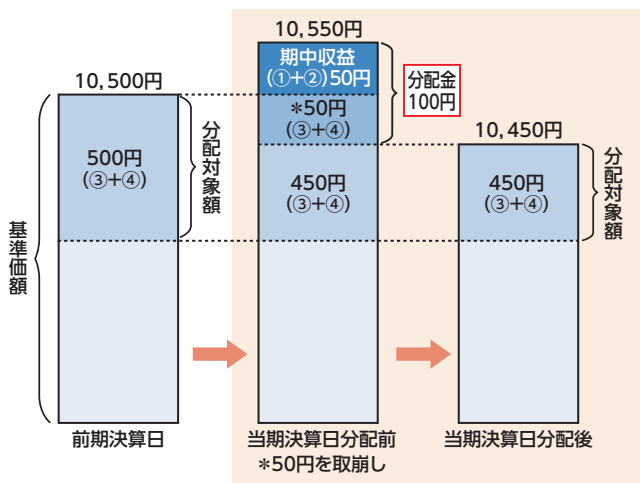 10,550円
期中収益
(①+②)50円
分配金
100円
10,500円
*50円
(③+④)
10,450円
500円
(③+④)
分配対象額
450円
(③+④)
450円
(③+④)
分配対象額
基準価額
前期決算日
当期決算日分配前
当期決算日分配後
*50円を取崩し